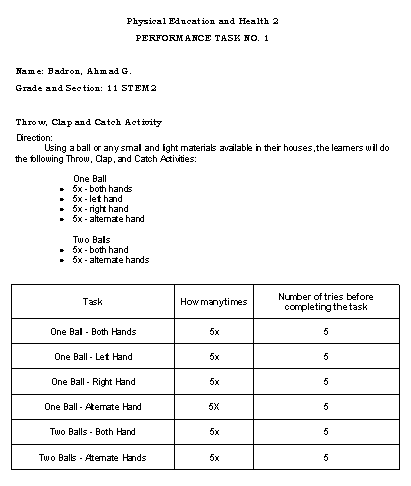 Physical Education and Health 2
PERFORMANCE TASK NO. 1
Name: Badron, Ahmad G.
Grade and Section: 11 STEM 2
Throw, Clap and Catch Activity
Direction:
Using a ball or any small and light materials available in their houses, the learners will do
the following Throw, Clap, and Catch Activities:
One Ball
• 5x - both hands
• 5x - left hand
• 5x - right hand
• 5x - alternate hand
Two Balls
• 5x - both hand
• 5x - alternate hands
Task How many times Number of tries before
completing the task
One Ball - Both Hands 5x 5
One Ball - Left Hand 5x 5
One Ball - Right Hand 5x 5
One Ball - Alternate Hand 5X 5
Two Balls - Both Hand 5x 5
Two Balls - Alternate Hands 5x 5